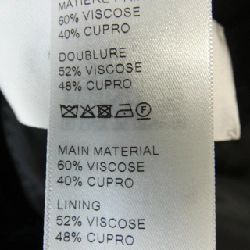 MATIÈRE
60% VISCOSE
40% CUPRO
DOUBLURE
52% VISCOSE
48% CUPRO
MAIN MATERIAL
60% VISCOSE
40% CUPRO
LINING
52% VISCOSE
48% CUPRO